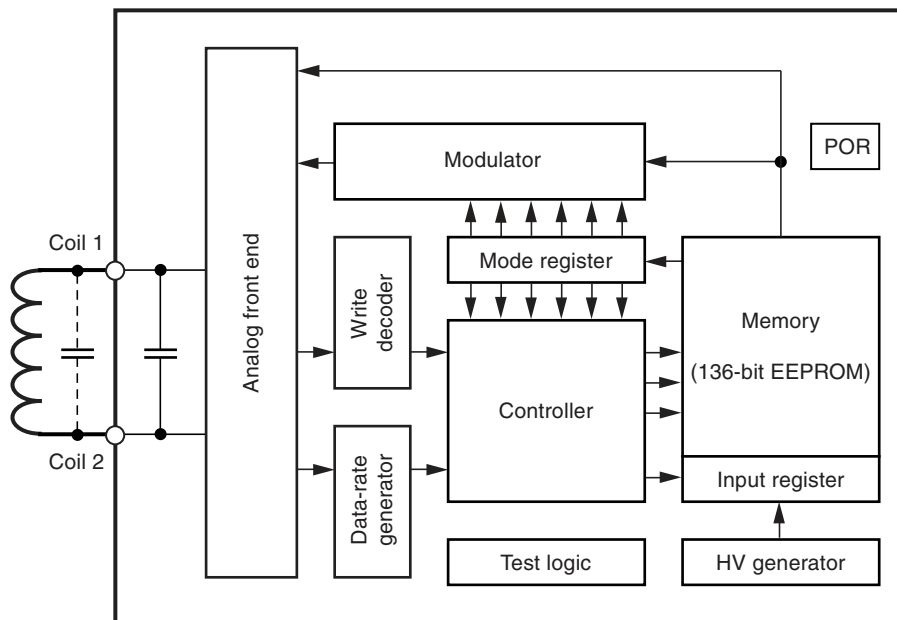 POR
Modulator
Coil 1
Mode register
Analog front end
Write
decoder
Memory
(136-bit EEPROM)
Controller
Coil 2
Data-rate
generator
Input register
Test logic
HV generator